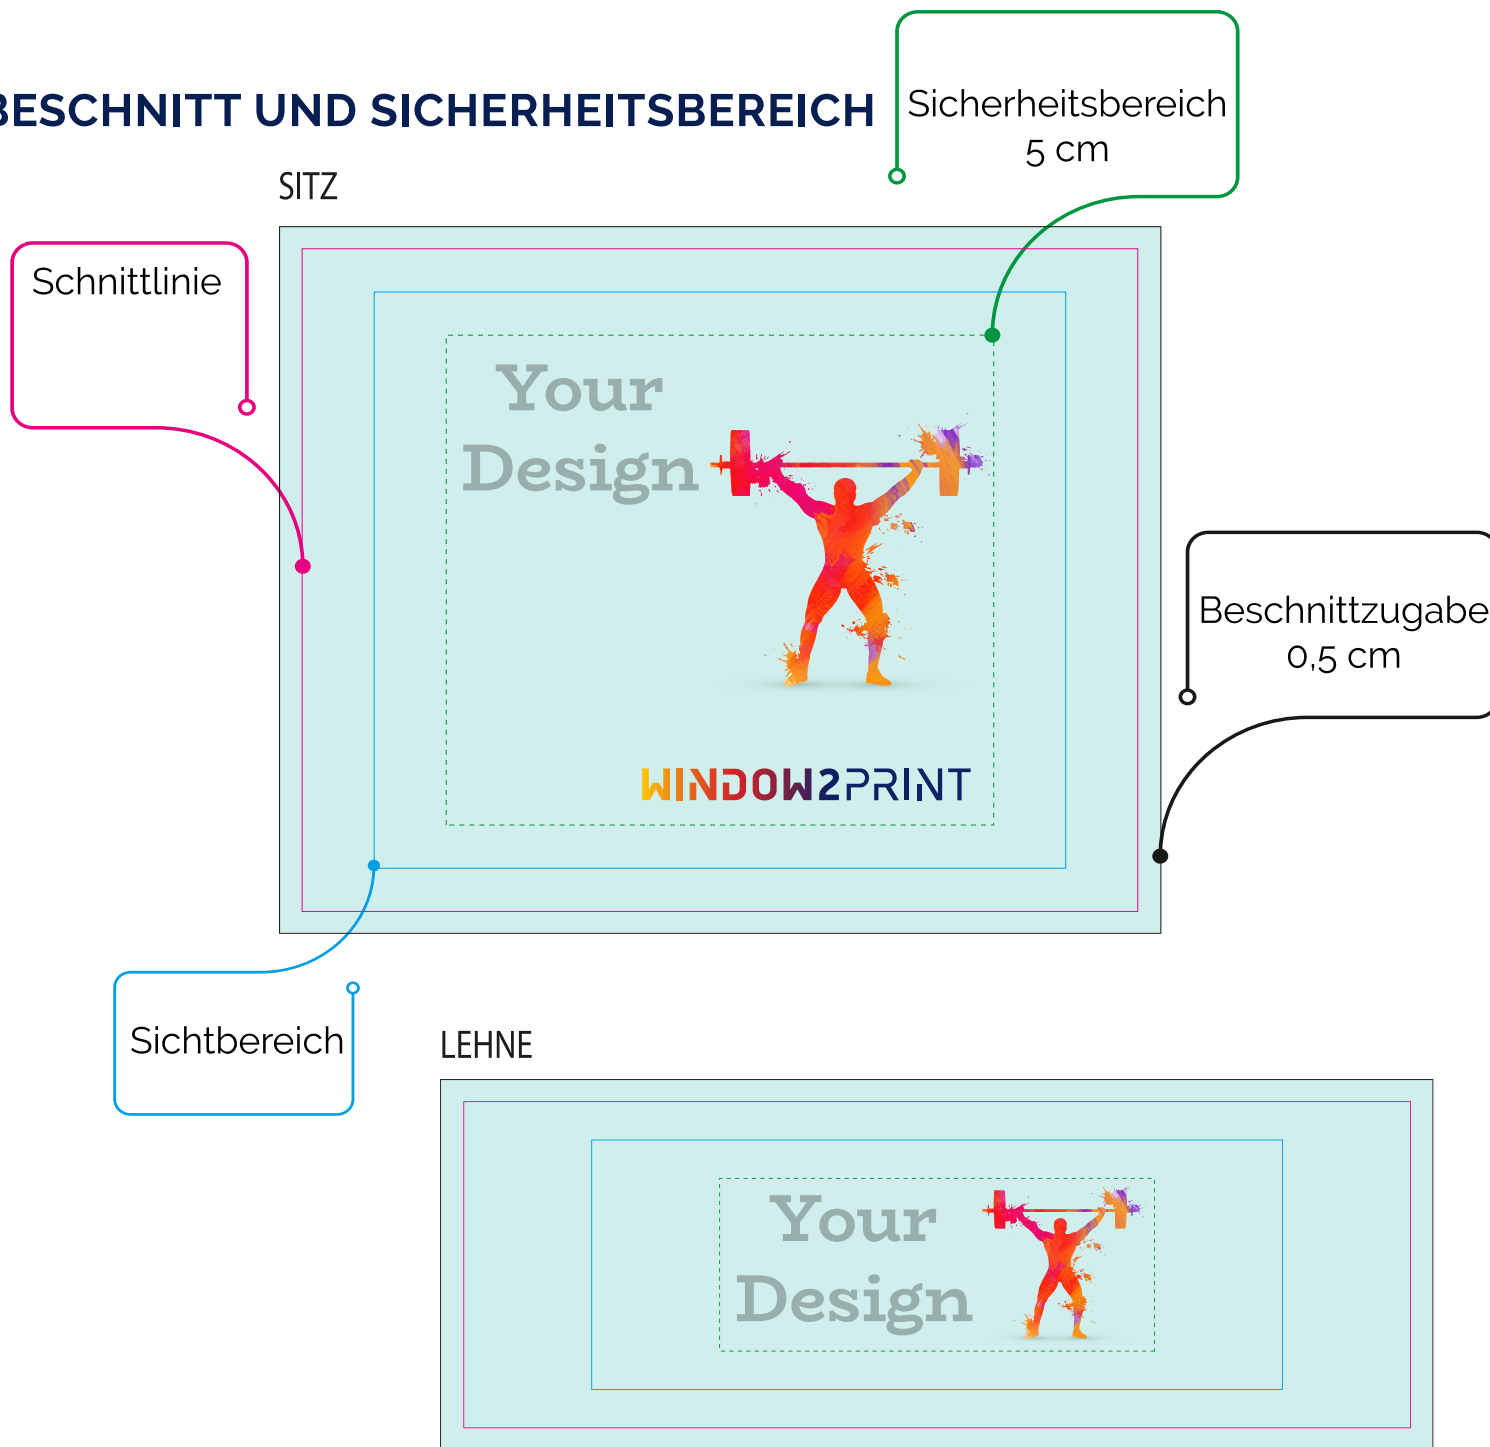 BESCHNITT UND SICHERHEITSBEREICH
Sicherheitsbereich
5 cm
SITZ
Schnittlinie
Your
Design
Beschnittzugabe
0,5 cm
WINDOW2PRINT
Sichtbereich
LEHNE
Your
Design